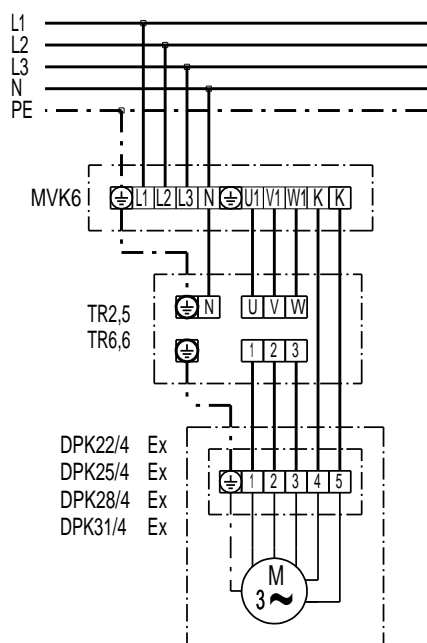 L1
L2
L3
N
PE
MVK6
L1 L2 L3 N U1 V1 W1 K K
TR2,5
TR6,6
N U V W
1 2 3
DPK22/4 Ex
DPK25/4 Ex
DPK28/4 Ex
DPK31/4 Ex
1 2 3 4 5
M
3~